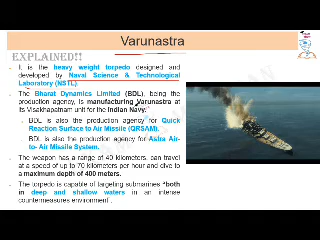 Varunastra
EXPLAINED!!
It is the heavy weight torpedo designed and
developed by Naval Science & Technological
Laboratory (NSTL)
The Bharat Dynamics Limited (BDL), being the
production agency, is manufacturing Varunastra at
its Visakhapatnam unit for the Indian Navy.
BDL is also the production agency for Quick
Reaction Surface to Air Missile (QRSAM).
BDL is also the production agency for Astra Air-
to- Air Missile System.
The weapon has a range of 40 kilometers, can travel
at a speed of up to 70 kilometers per hour and dive to
a maximum depth of 400 meters.
The torpedo is capable of targeting submarines "both
in deep and shallow waters in an intense
countermeasures environment".